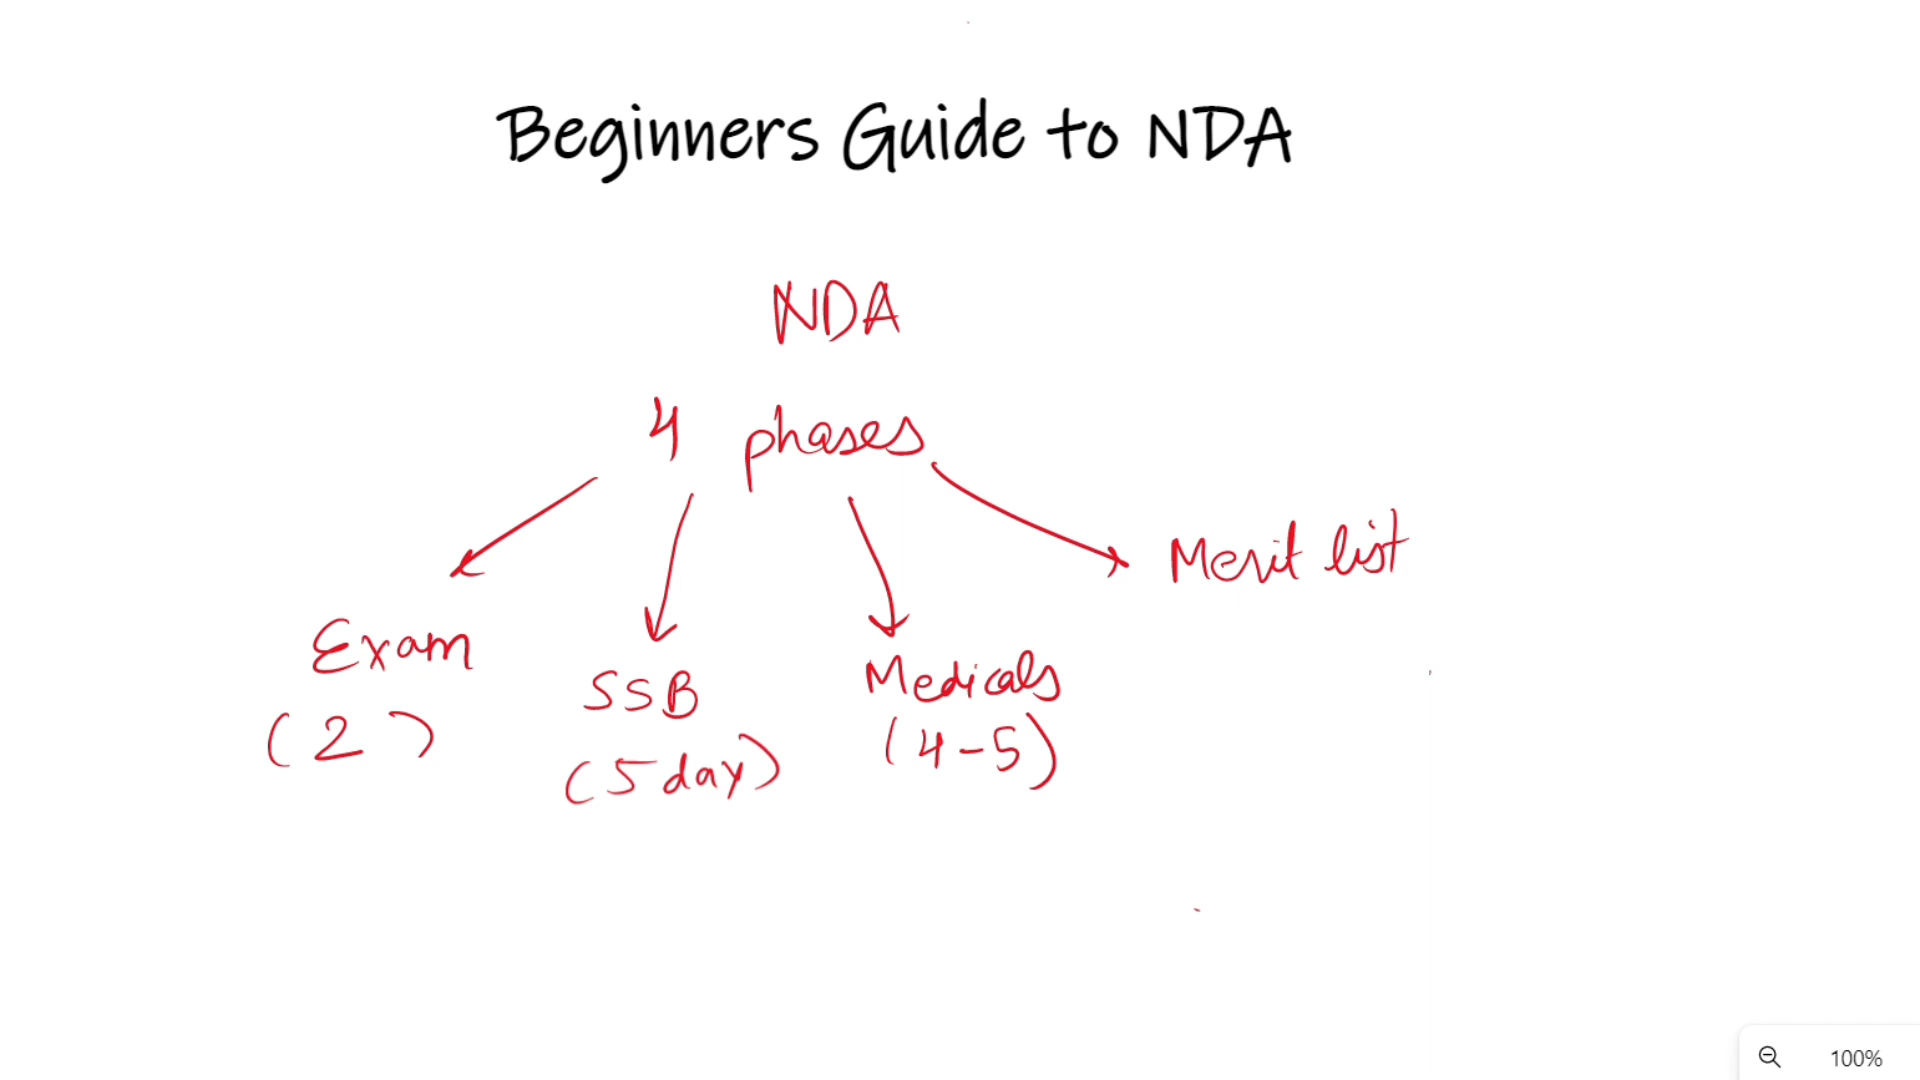 Beginners Guide to NDA
NDA
4 phases
Merit list
Exam
(2)
SSB
(5 day)
Medicals
(4-5)
100%